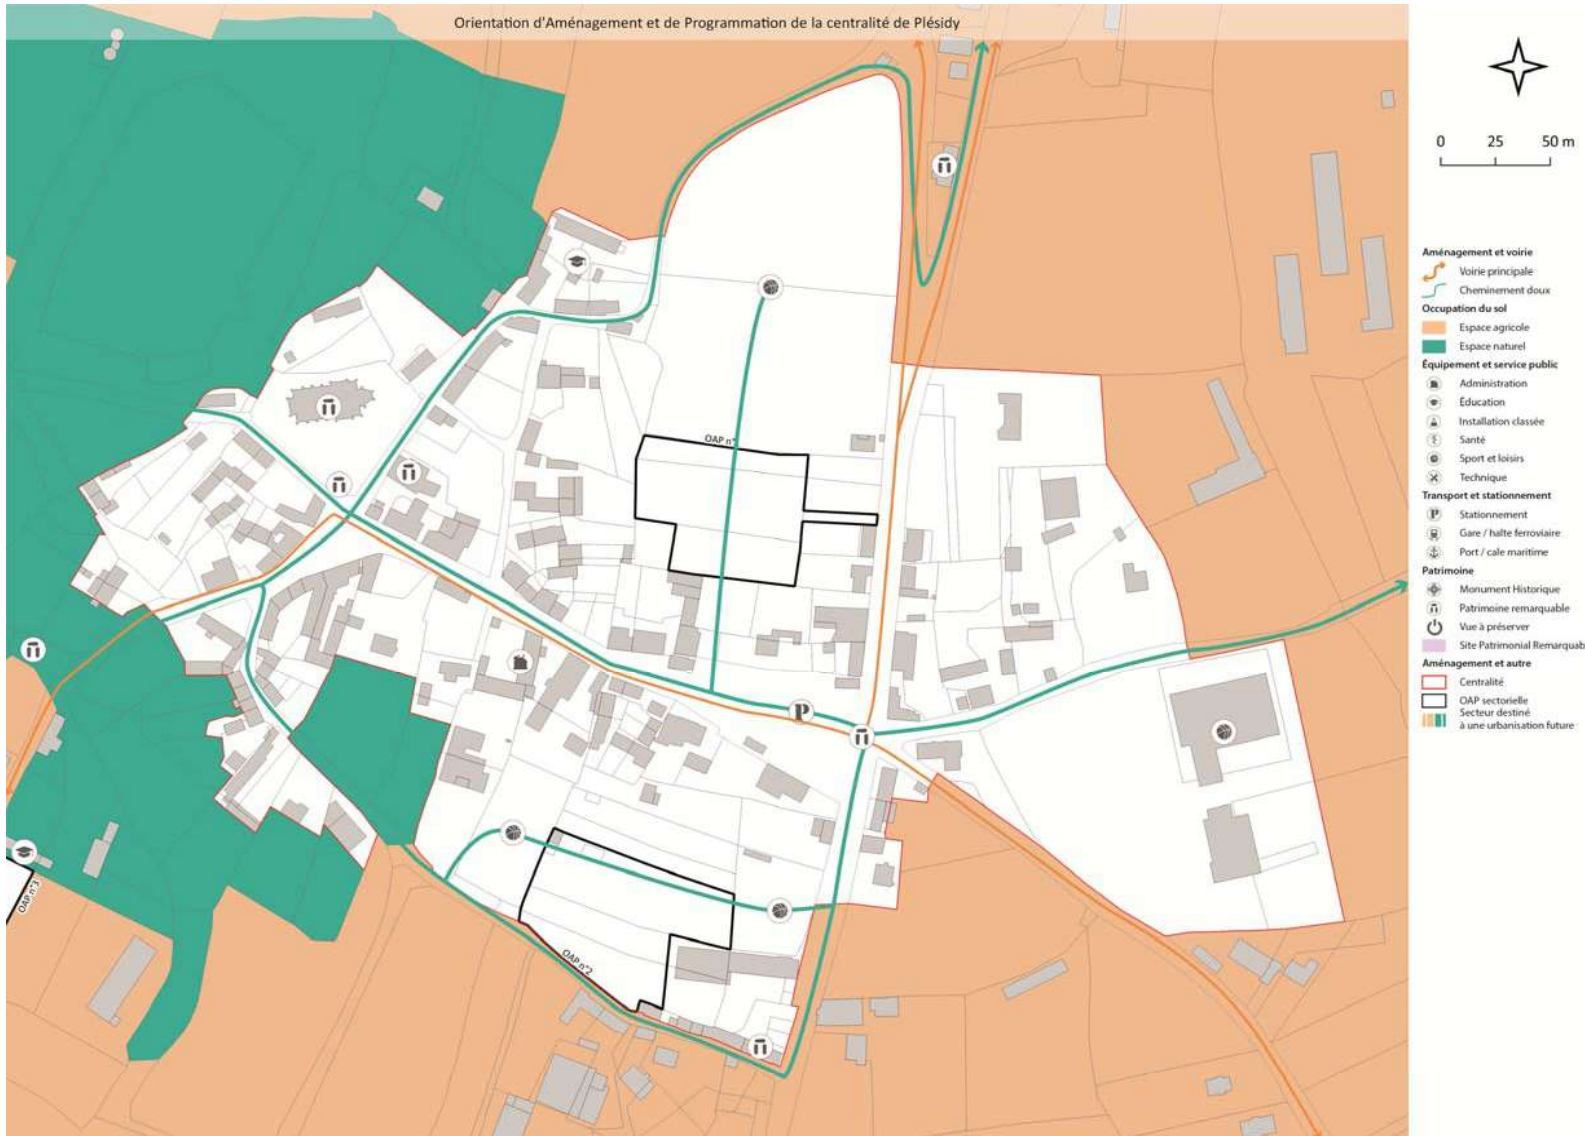 Orientation d'Aménagement et de Programmation de la centralité de Plésidy
0 25 50 m
Aménagement et voirie
Voirie principale
Cheminement doux
Occupation du sol
Espace agricole
Espace naturel
Équipement et service public
Administration
Éducation
Installation classée
Santé
Sport et loisirs
Technique
Transport et stationnement
P Stationnement
Gare / halte ferroviaire
Port / cale maritime
Patrimoine
Monument Historique
Patrimoine remarquable
Vue à préserver
Site Patrimonial Remarquab
Aménagement et autre
Centralité
OAP sectorielle
Secteur destiné
à une urbanisation future
OAP n°
P
OAP n°2
OAP n°3